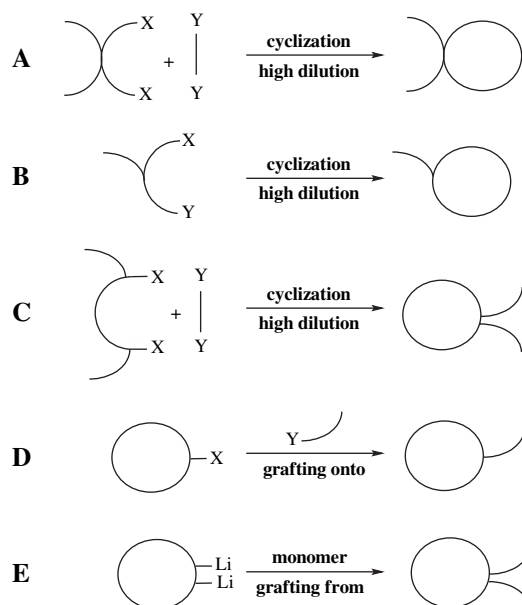 X
Y
A
+
cyclization
high dilution
X
Y
X
B
cyclization
high dilution
Y
X
Y
C
+
cyclization
high dilution
X
Y
D
X
Y
grafting onto
E
Li
Li
monomer
grafting from